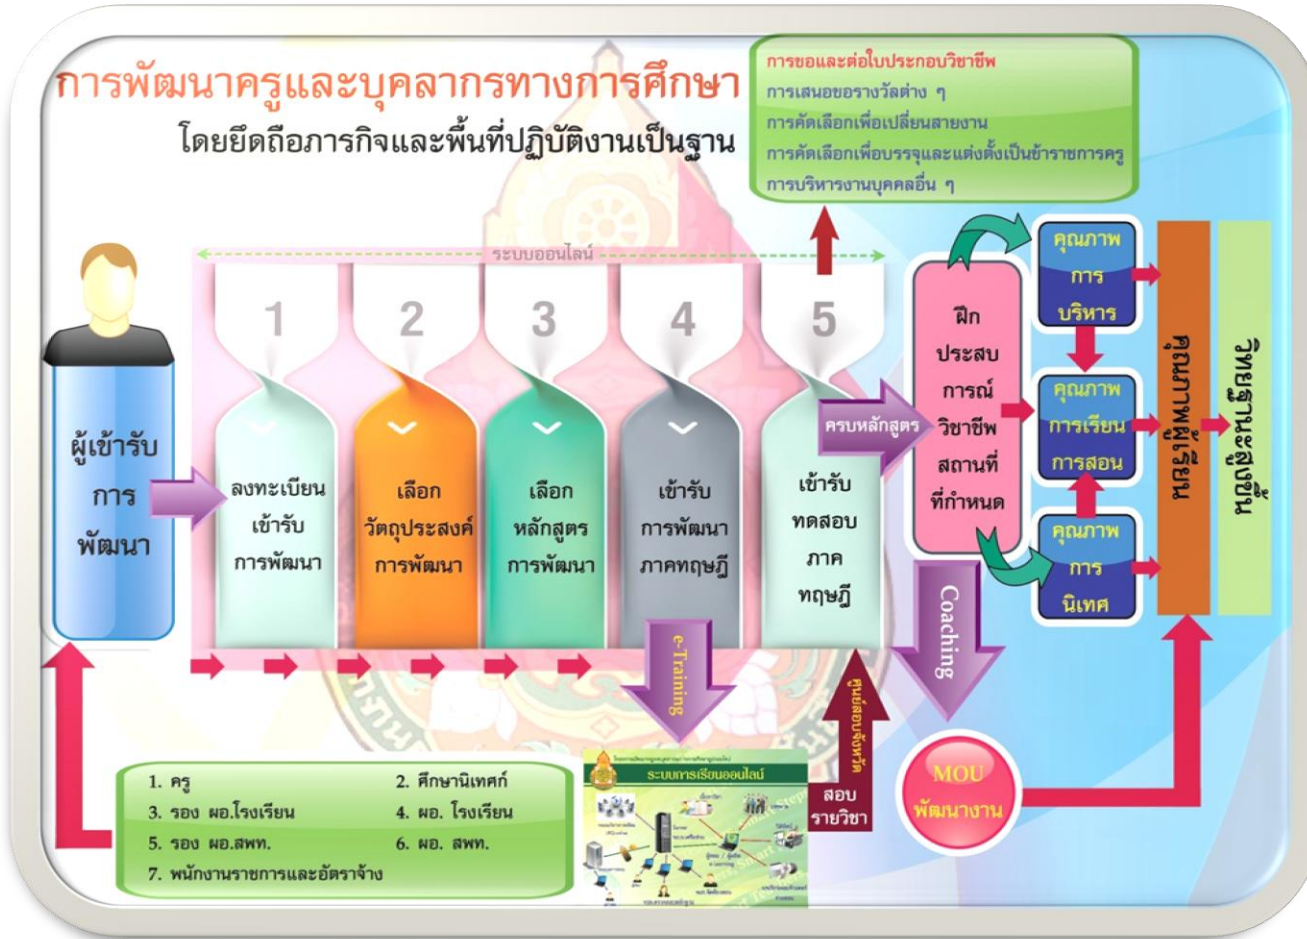 การพัฒนาครูและบุคลากรทางการศึกษา
โดยยึดถือภารกิจและพื้นที่ปฏิบัติงานเป็นฐาน
การขอและต่อใบประกอบวิชาชีพ
การเสนอขอรางวัลต่าง ๆ
การคัดเลือกเพื่อเปลี่ยนสายงาน
การคัดเลือกเพื่อบรรจุและแต่งตั้งเป็นข้าราชการครู
การบริหารงานบุคคลอื่น ๆ
ระบบออนไลน์
ผู้เข้ารับ
การ
พัฒนา
1
ลงทะเบียน
เข้ารับ
การพัฒนา
2
เลือก
วัตถุประสงค์
การพัฒนา
3
เลือก
หลักสูตร
การพัฒนา
4
เข้ารับ
การพัฒนา
ภาคทฤษฎี
5
เข้ารับ
ทดสอบ
ภาค
ทฤษฎี
ครบหลักสูตร
ฝึก
ประสบ
การณ์
วิชาชีพ
สถานที่
ที่กำหนด
คุณภาพ
การ
บริหาร
คุณภาพ
การเรียน
การสอน
คุณภาพ
การ
นิเทศ
คุณภาพผู้เรียน
วิทยฐานะสูงขึ้น
e-Training
Coaching
ศูนย์สอบจังหวัด
สอบ
รายวิชา
MOU
พัฒนางาน
1. ครู
2. ศึกษานิเทศก์
3. รอง ผอ.โรงเรียน
4. ผอ. โรงเรียน
5. รอง ผอ.สพท.
6. ผอ. สพท.
7. พนักงานราชการและอัตราจ้าง
ระบบการเรียนออนไลน์